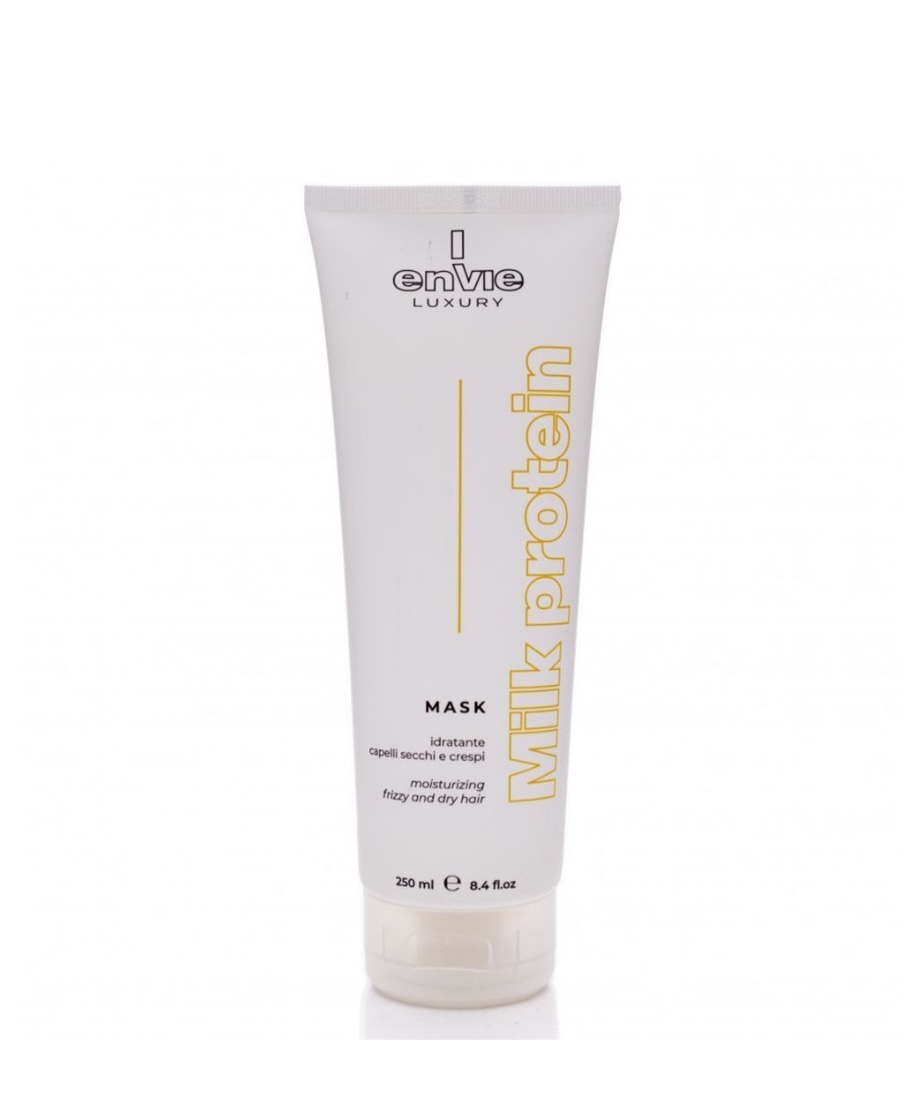 envie
LUXURY
Milk protein
MASK
idratante
capelli secchi e crespi
moisturizing
frizzy and dry hair
250 ml ℮ 8.4 fl.oz